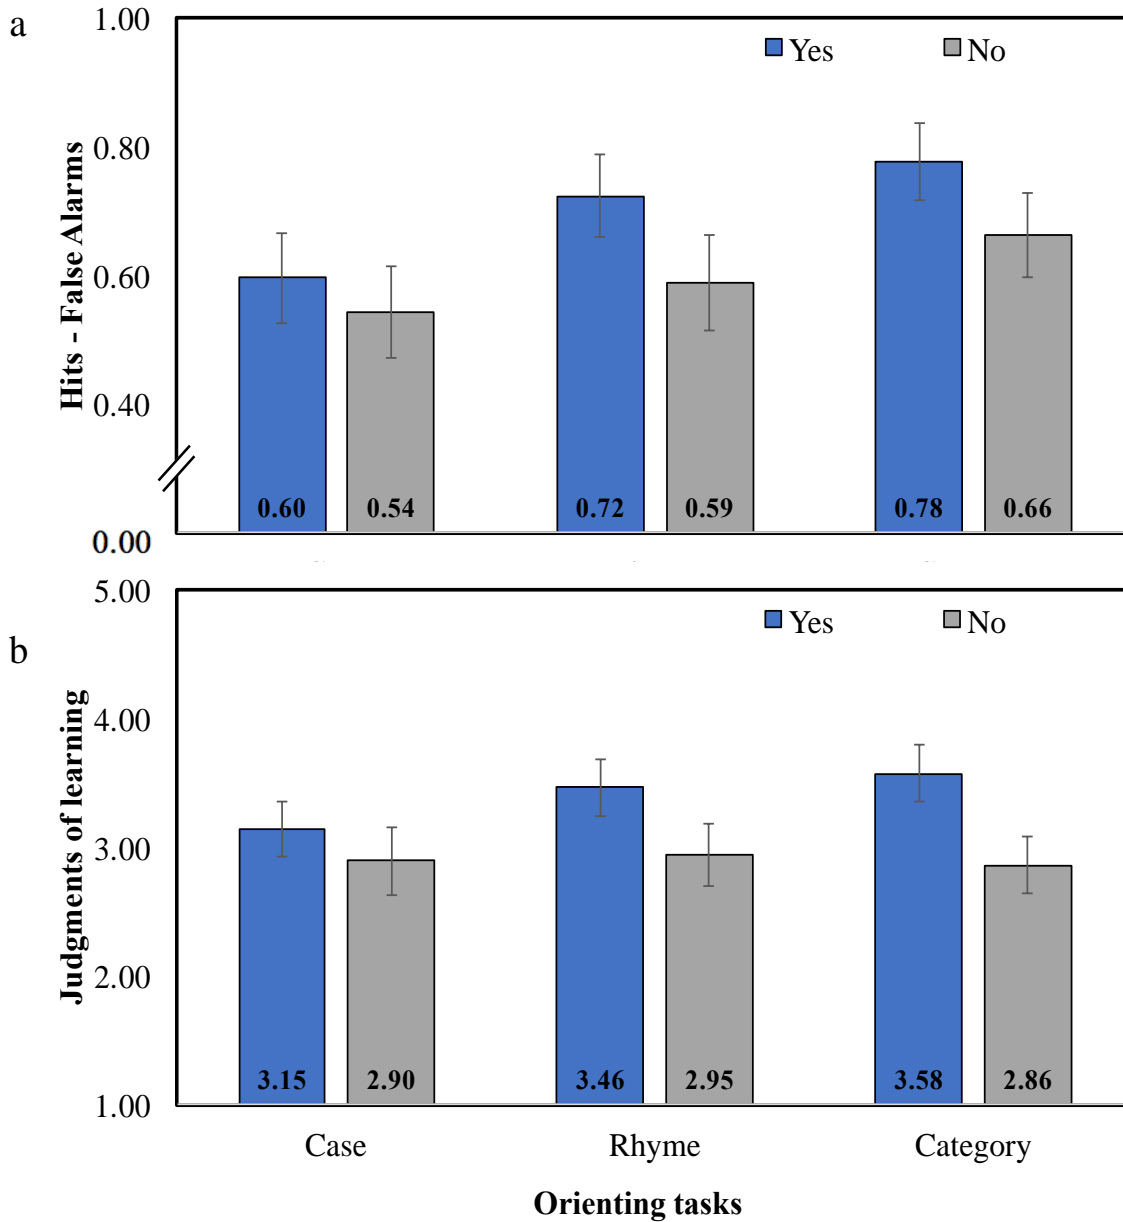 a
1.00
Yes No
0.80
0.60
0.40
0.00
Hits - False Alarms
0.60 0.54 0.72 0.59 0.78 0.66
b
5.00
Yes No
4.00
3.00
2.00
1.00
Judgments of learning
3.15 2.90 3.46 2.95 3.58 2.86
Case Rhyme Category
Orienting tasks